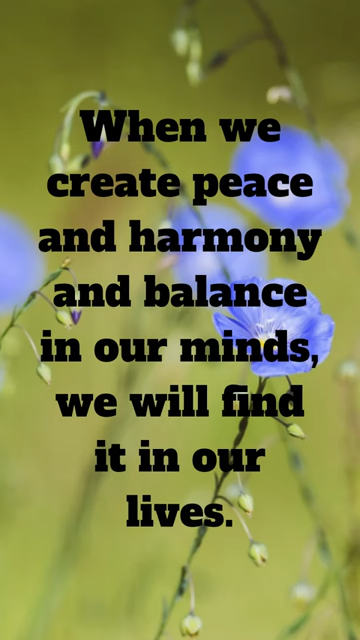 When we
create peace
and harmony
and balance
in our minds,
we will find
it in our
lives.